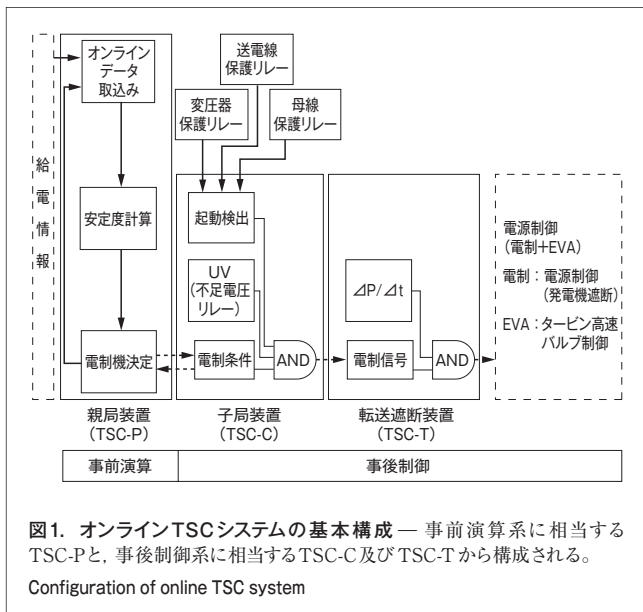 オンライン
データ
取込み
送電線
保護リレー
変圧器
保護リレー
母線
保護リレー
給電情報
安定度計算
起動検出
UV
(不足電圧
リレー)
⊿P/⊿t
電制機決定
電制条件
AND
電制信号
AND
電源制御
(電制+EVA)
電制:電源制御
(発電機遮断)
EVA:タービン高速
バルブ制御
親局装置
(TSC-P)
子局装置
(TSC-C)
転送遮断装置
(TSC-T)
事前演算
事後制御
図1. オンラインTSCシステムの基本構成 — 事前演算系に相当する
TSC-Pと,事後制御系に相当するTSC-C及びTSC-Tから構成される。
Configuration of online TSC system